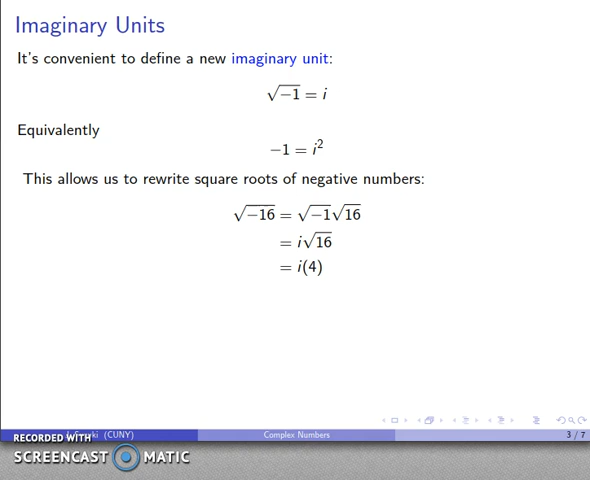 Imaginary Units
It's convenient to define a new imaginary unit:
√−1 = i
Equivalently
−1 = i²
This allows us to rewrite square roots of negative numbers:
√−16 = √−1√16
= i√16
= i(4)
(CUNY) Complex Numbers 3 / 7
RECORDED WITH
SCREENCAST MATIC